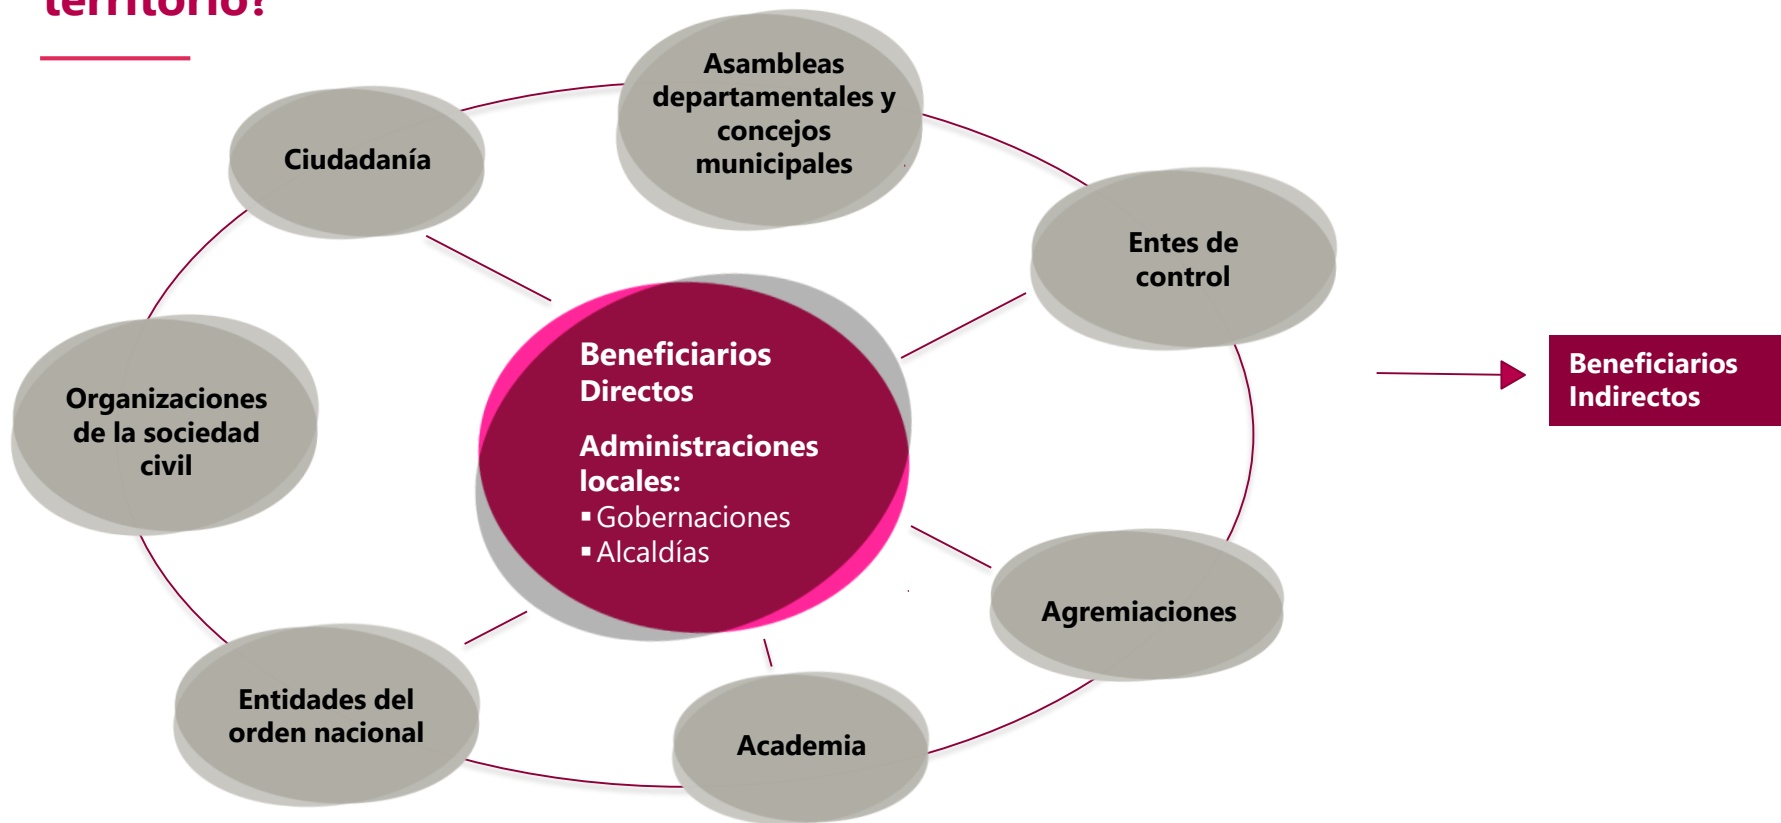 territorio?
Asambleas
departamentales y
concejos
municipales
Ciudadanía
Entes de
control
Beneficiarios
Directos
Administraciones
locales:
▪ Gobernaciones
▪ Alcaldías
Beneficiarios
Indirectos
Organizaciones
de la sociedad
civil
Agremiaciones
Entidades del
orden nacional
Academia